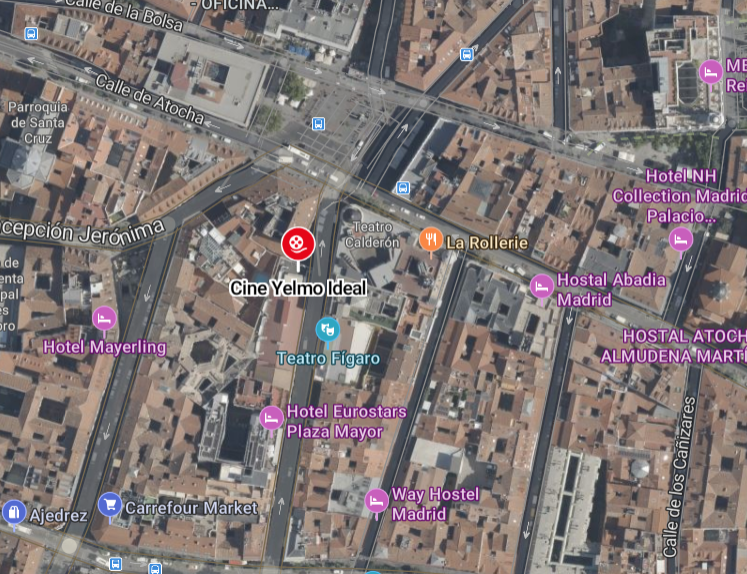 Calle de la Bolsa
- OFICINA...
Calle de Atocha
Parroquia
de Santa
Cruz
Hotel NH
Collection Madrid
Palacio...
cepción Jerónima
Teatro
Calderón
La Rollerie
Cine Yelmo Ideal
Hostal Abadia
Madrid
Hotel Mayerling
Teatro Fígaro
HOSTAL ATOCH
ALMUDENA MARTÍ
Hotel Eurostars
Plaza Mayor
Way Hostel
Madrid
Carrefour Market
Ajedrez
Calle de los Cañizares